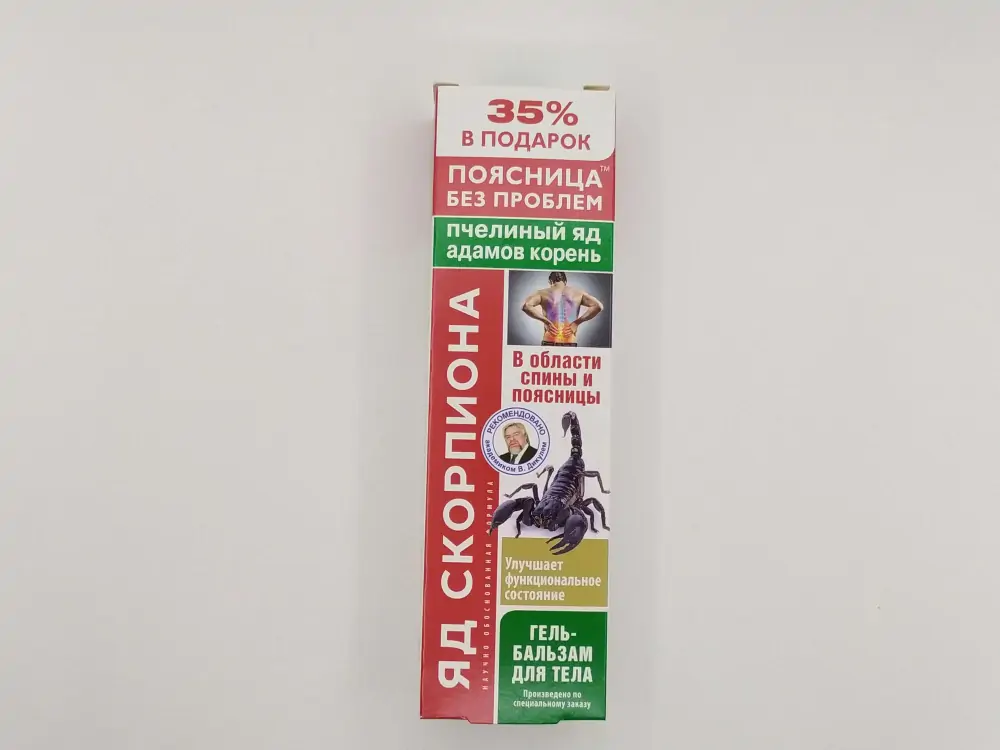 35%
В ПОДАРОК
ПОЯСНИЦА™
БЕЗ ПРОБЛЕМ
пчелиный яд
адамов корень
ЯД СКОРПИОНА
НАУЧНО ОБОСНОВАННАЯ ФОРМУЛА
В области
спины и
поясницы
РЕКОМЕНДОВАНО
академиком В. Дикулем
Улучшает
функциональное
состояние
ГЕЛЬ-
БАЛЬЗАМ
ДЛЯ ТЕЛА
Произведено по
специальному заказу